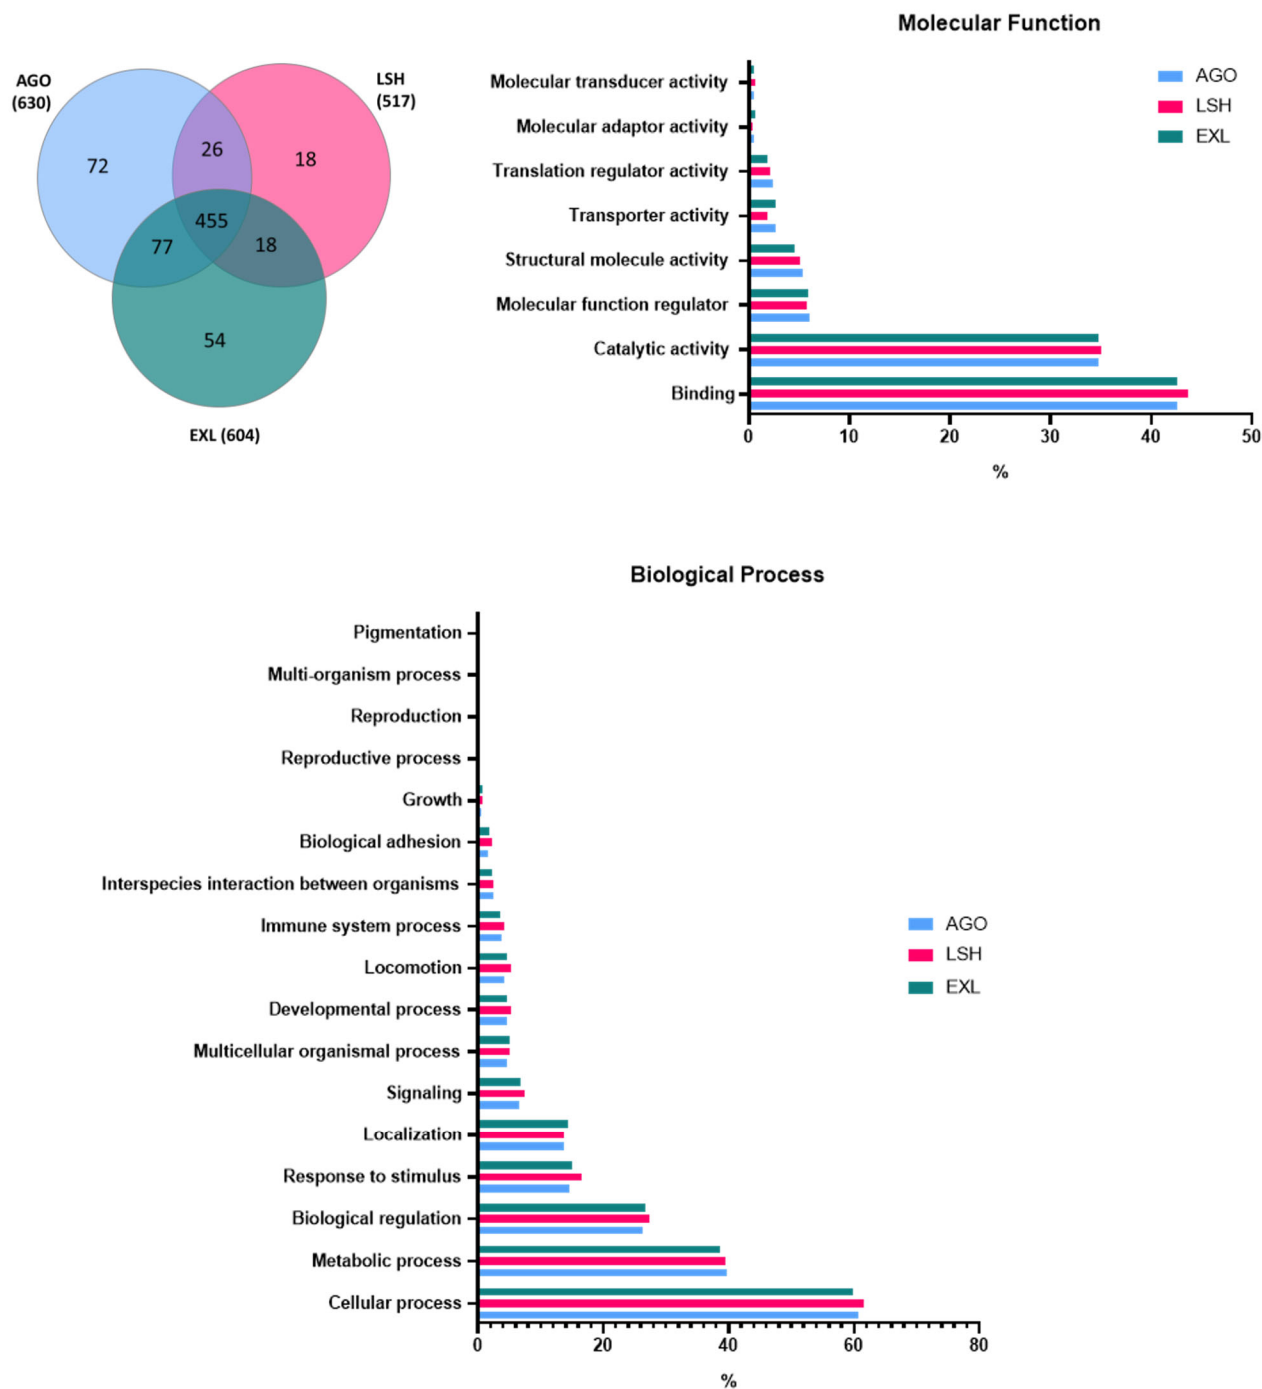 AGO
(630)
LSH
(517)
72
26
18
455
77
18
54
EXL (604)
Molecular Function
Molecular transducer activity
Molecular adaptor activity
Translation regulator activity
Transporter activity
Structural molecule activity
Molecular function regulator
Catalytic activity
Binding
0 10 20 30 40 50
%
AGO
LSH
EXL
Biological Process
Pigmentation
Multi-organism process
Reproduction
Reproductive process
Growth
Biological adhesion
Interspecies interaction between organisms
Immune system process
Locomotion
Developmental process
Multicellular organismal process
Signaling
Localization
Response to stimulus
Biological regulation
Metabolic process
Cellular process
0 20 40 60 80
%
AGO
LSH
EXL